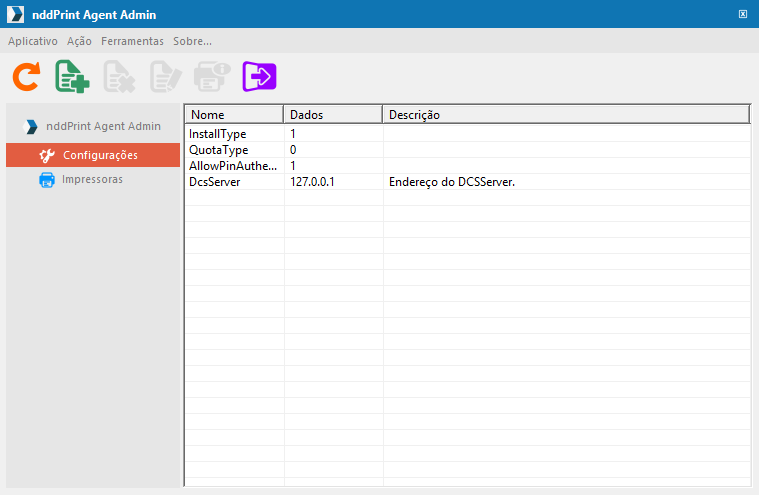 nddPrint Agent Admin
Aplicativo Ação Ferramentas Sobre...
nddPrint Agent Admin
Configurações
Impressoras
Nome Dados Descrição
InstallType 1
QuotaType 0
AllowPinAuthe... 1
DcsServer 127.0.0.1 Endereço do DCSServer.